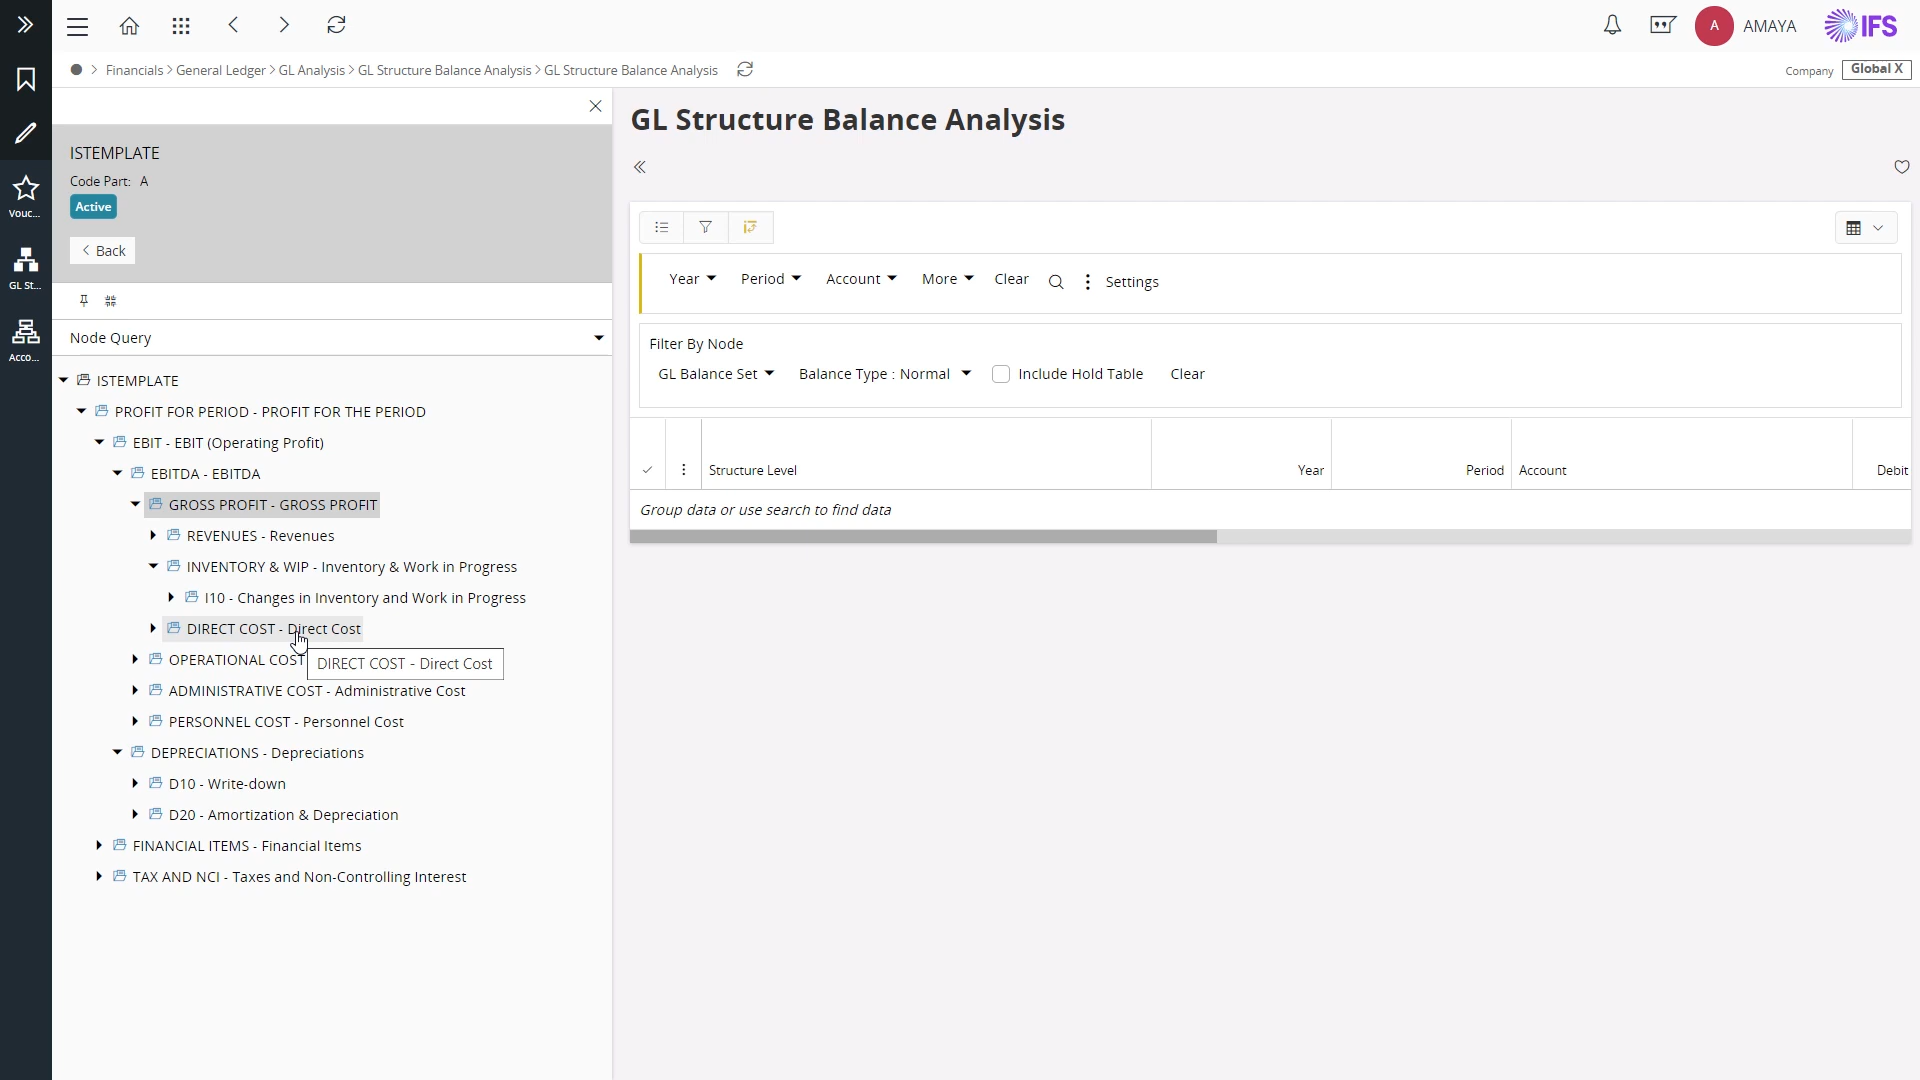 A AMAYA IFS
Financials > General Ledger > GL Analysis > GL Structure Balance Analysis > GL Structure Balance Analysis
Company Global X
Vouc...
GL St...
Acco...
ISTEMPLATE
Code Part: A
Active
< Back
Node Query
ISTEMPLATE
PROFIT FOR PERIOD - PROFIT FOR THE PERIOD
EBIT - EBIT (Operating Profit)
EBITDA - EBITDA
GROSS PROFIT - GROSS PROFIT
REVENUES - Revenues
INVENTORY & WIP - Inventory & Work in Progress
I10 - Changes in Inventory and Work in Progress
DIRECT COST - Direct Cost
OPERATIONAL COST
DIRECT COST - Direct Cost
ADMINISTRATIVE COST - Administrative Cost
PERSONNEL COST - Personnel Cost
DEPRECIATIONS - Depreciations
D10 - Write-down
D20 - Amortization & Depreciation
FINANCIAL ITEMS - Financial Items
TAX AND NCI - Taxes and Non-Controlling Interest
GL Structure Balance Analysis
Year Period Account More Clear Settings
Filter By Node
GL Balance Set Balance Type : Normal Include Hold Table Clear
Structure Level Year Period Account Debit
Group data or use search to find data